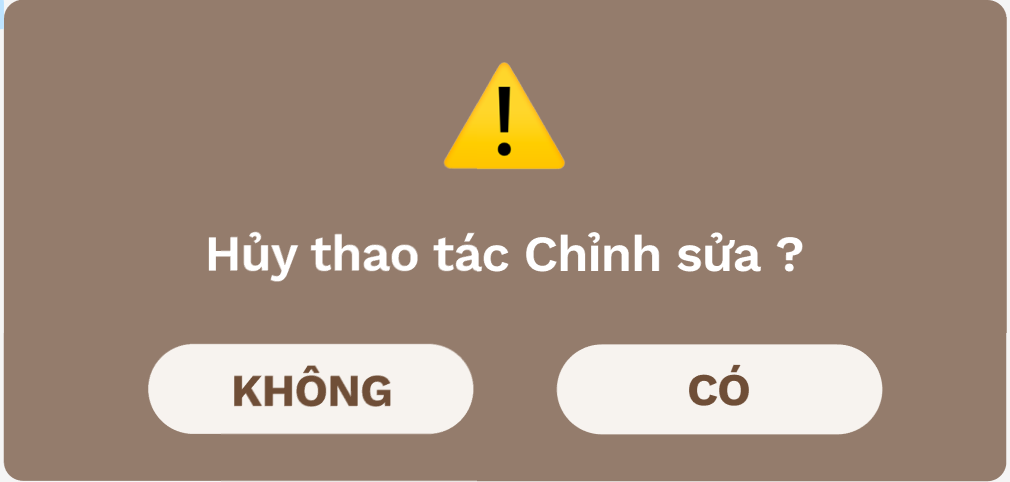 Hủy thao tác Chỉnh sửa ?
KHÔNG
CÓ